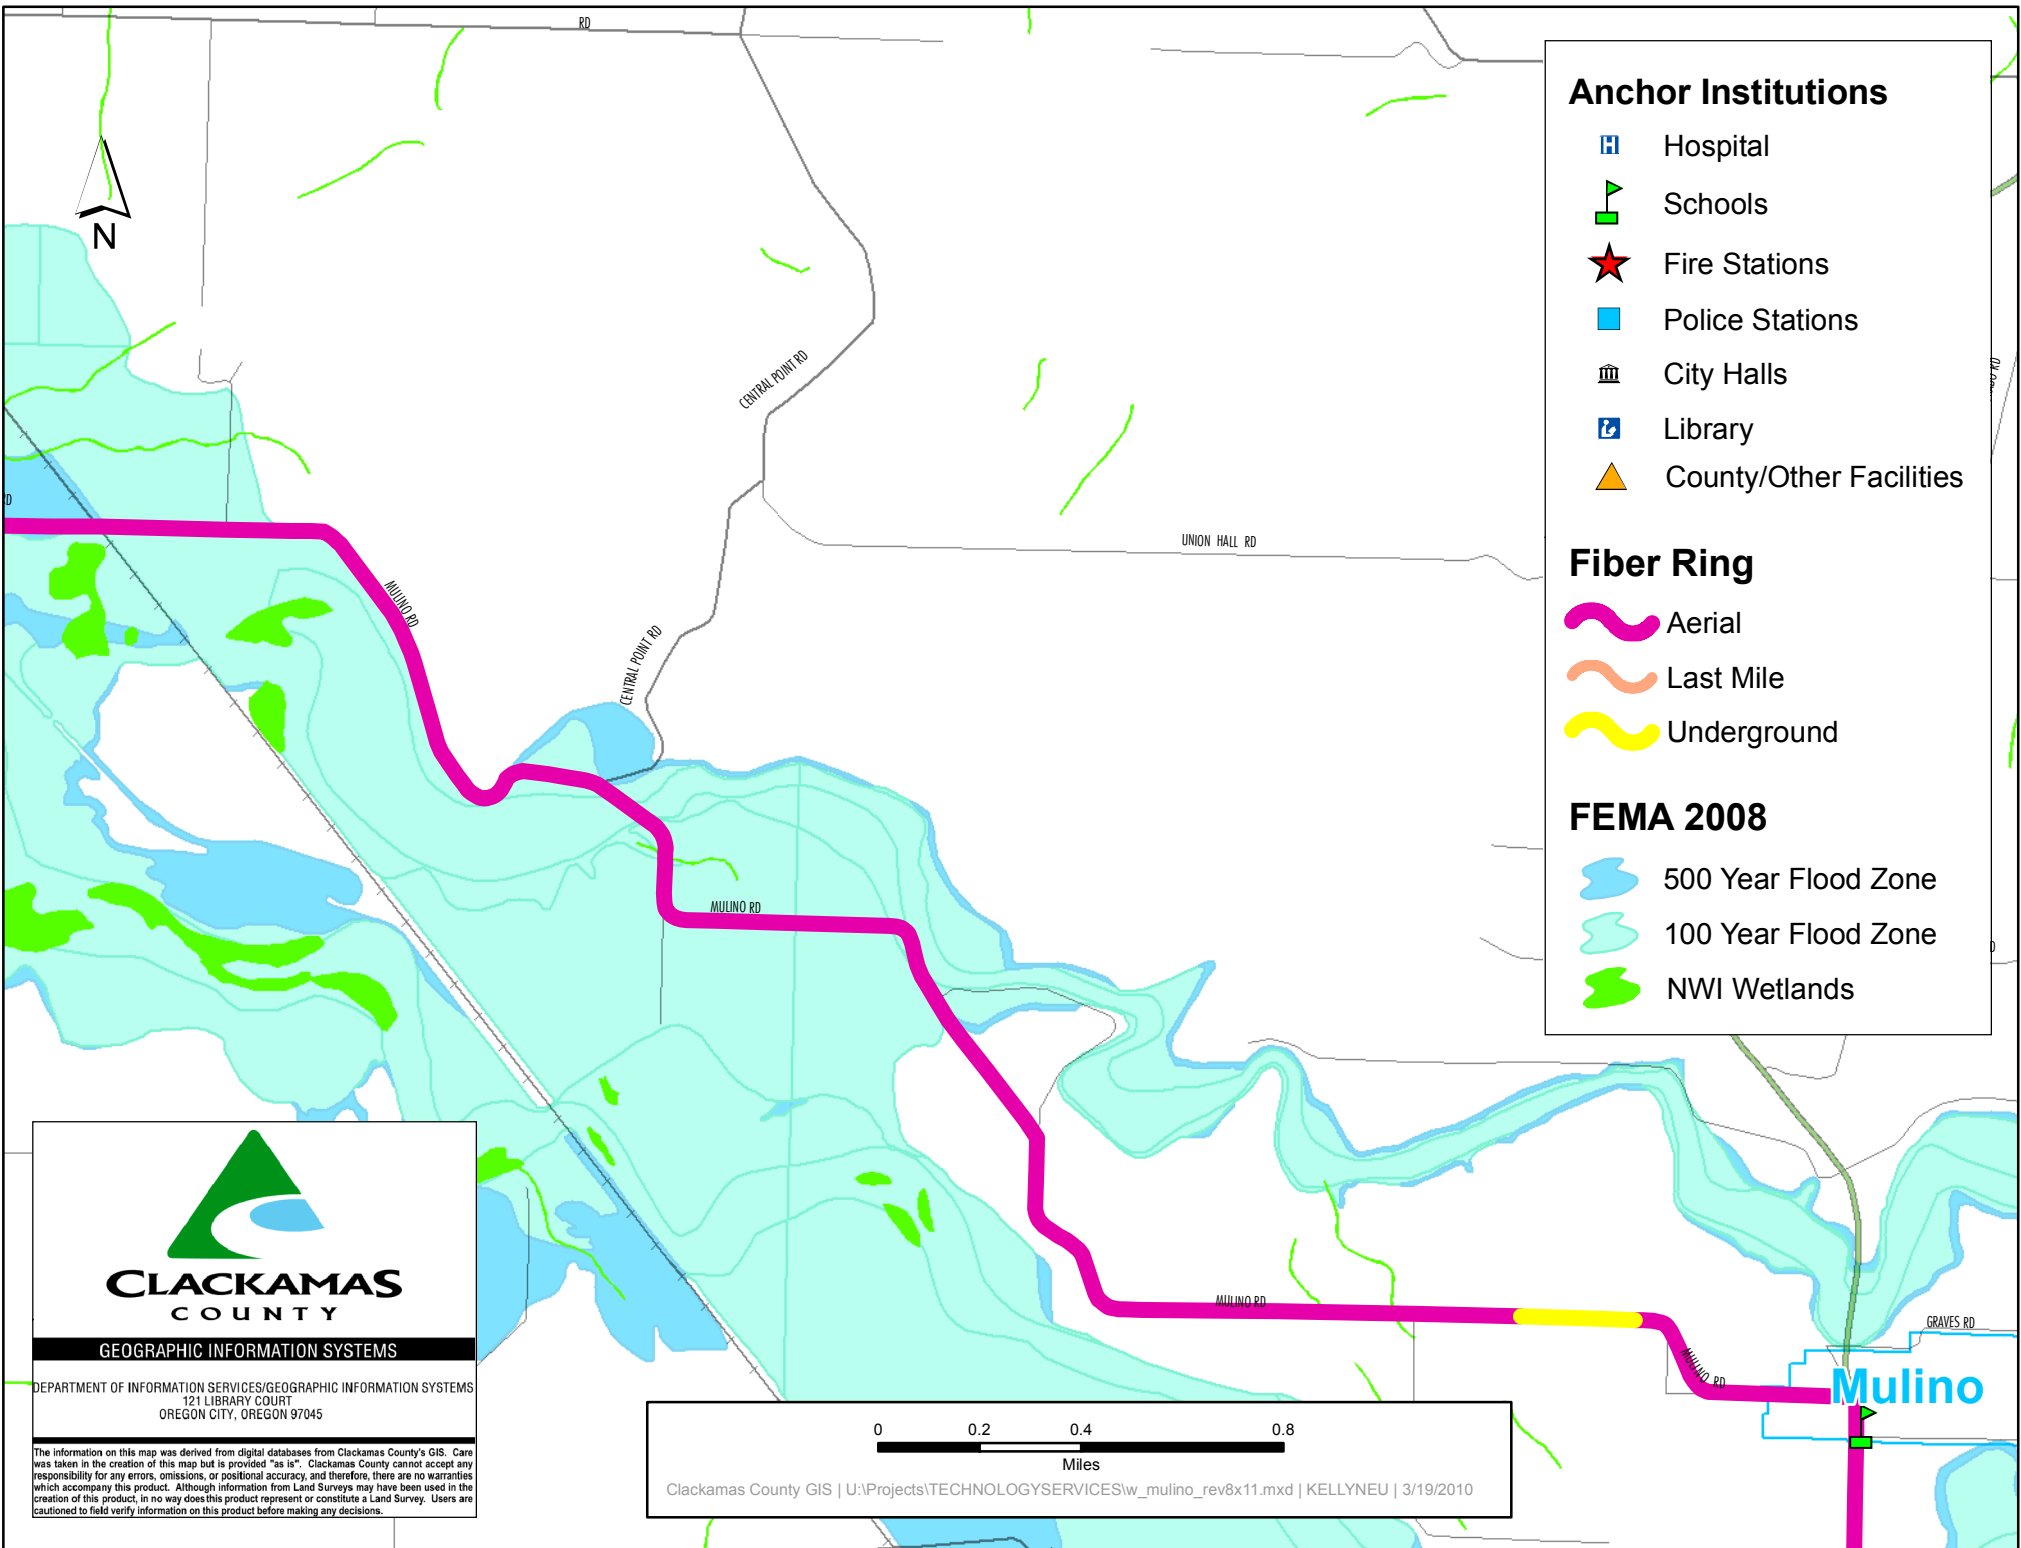 RD
N
CENTRAL POINT RD
RD
UNION HALL RD
MULINO RD
CENTRAL POINT RD
MULINO RD
MULINO RD
MULINO RD
GRAVES RD
Mulino
Anchor Institutions
Hospital
Schools
Fire Stations
Police Stations
City Halls
Library
County/Other Facilities
Fiber Ring
Aerial
Last Mile
Underground
FEMA 2008
500 Year Flood Zone
100 Year Flood Zone
NWI Wetlands
CLACKAMAS
COUNTY
GEOGRAPHIC INFORMATION SYSTEMS
DEPARTMENT OF INFORMATION SERVICES/GEOGRAPHIC INFORMATION SYSTEMS
121 LIBRARY COURT
OREGON CITY, OREGON 97045
The information on this map was derived from digital databases from Clackamas County's GIS. Care
was taken in the creation of this map but is provided "as is". Clackamas County cannot accept any
responsibility for any errors, omissions, or positional accuracy, and therefore, there are no warranties
which accompany this product. Although information from Land Surveys may have been used in the
creation of this product, in no way does this product represent or constitute a Land Survey. Users are
cautioned to field verify information on this product before making any decisions.
0 0.2 0.4 0.8
Miles
Clackamas County GIS | U:\Projects\TECHNOLOGYSERVICES\w_mulino_rev8x11.mxd | KELLYNEU | 3/19/2010